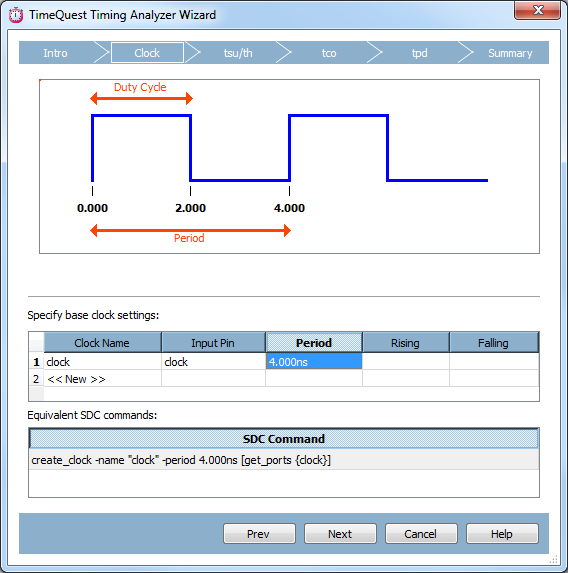 TimeQuest Timing Analyzer Wizard
Intro Clock tsu/th tco tpd Summary
Duty Cycle
0.000 2.000 4.000
Period
Specify base clock settings:
Clock Name Input Pin Period Rising Falling
1 clock clock 4.000ns
2 << New >>
Equivalent SDC commands:
SDC Command
create_clock -name "clock" -period 4.000ns [get_ports {clock}]
Prev Next Cancel Help